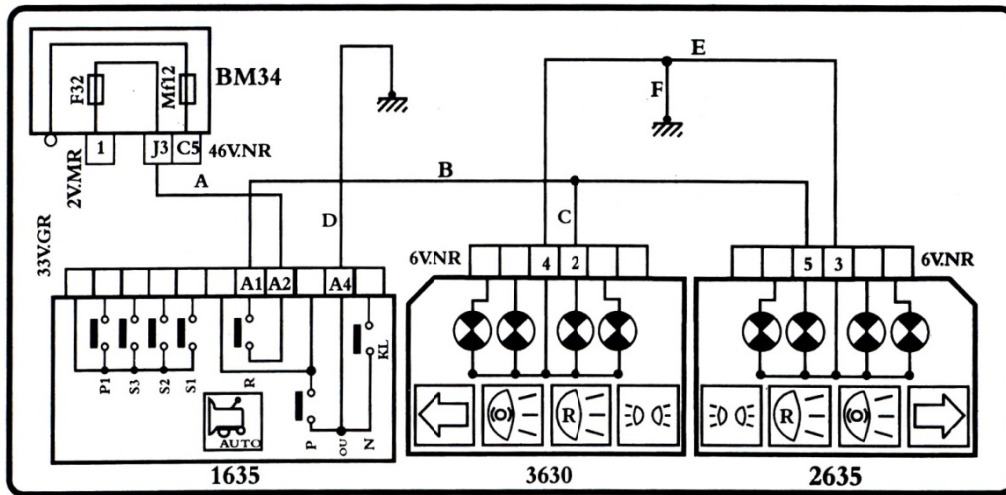 E
BM34
F32
Mf12
F
1
J3
C5
46V.NR
2V.MR
A
B
D
C
33V.GR
6V.NR
4
2
5
3
6V.NR
A1
A2
A4
P1
S3
S2
S1
R
KL
AUTO
P
OU
N
R
R
1635
3630
2635